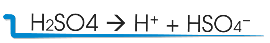 H₂SO4 → H⁺ + HSO4⁻